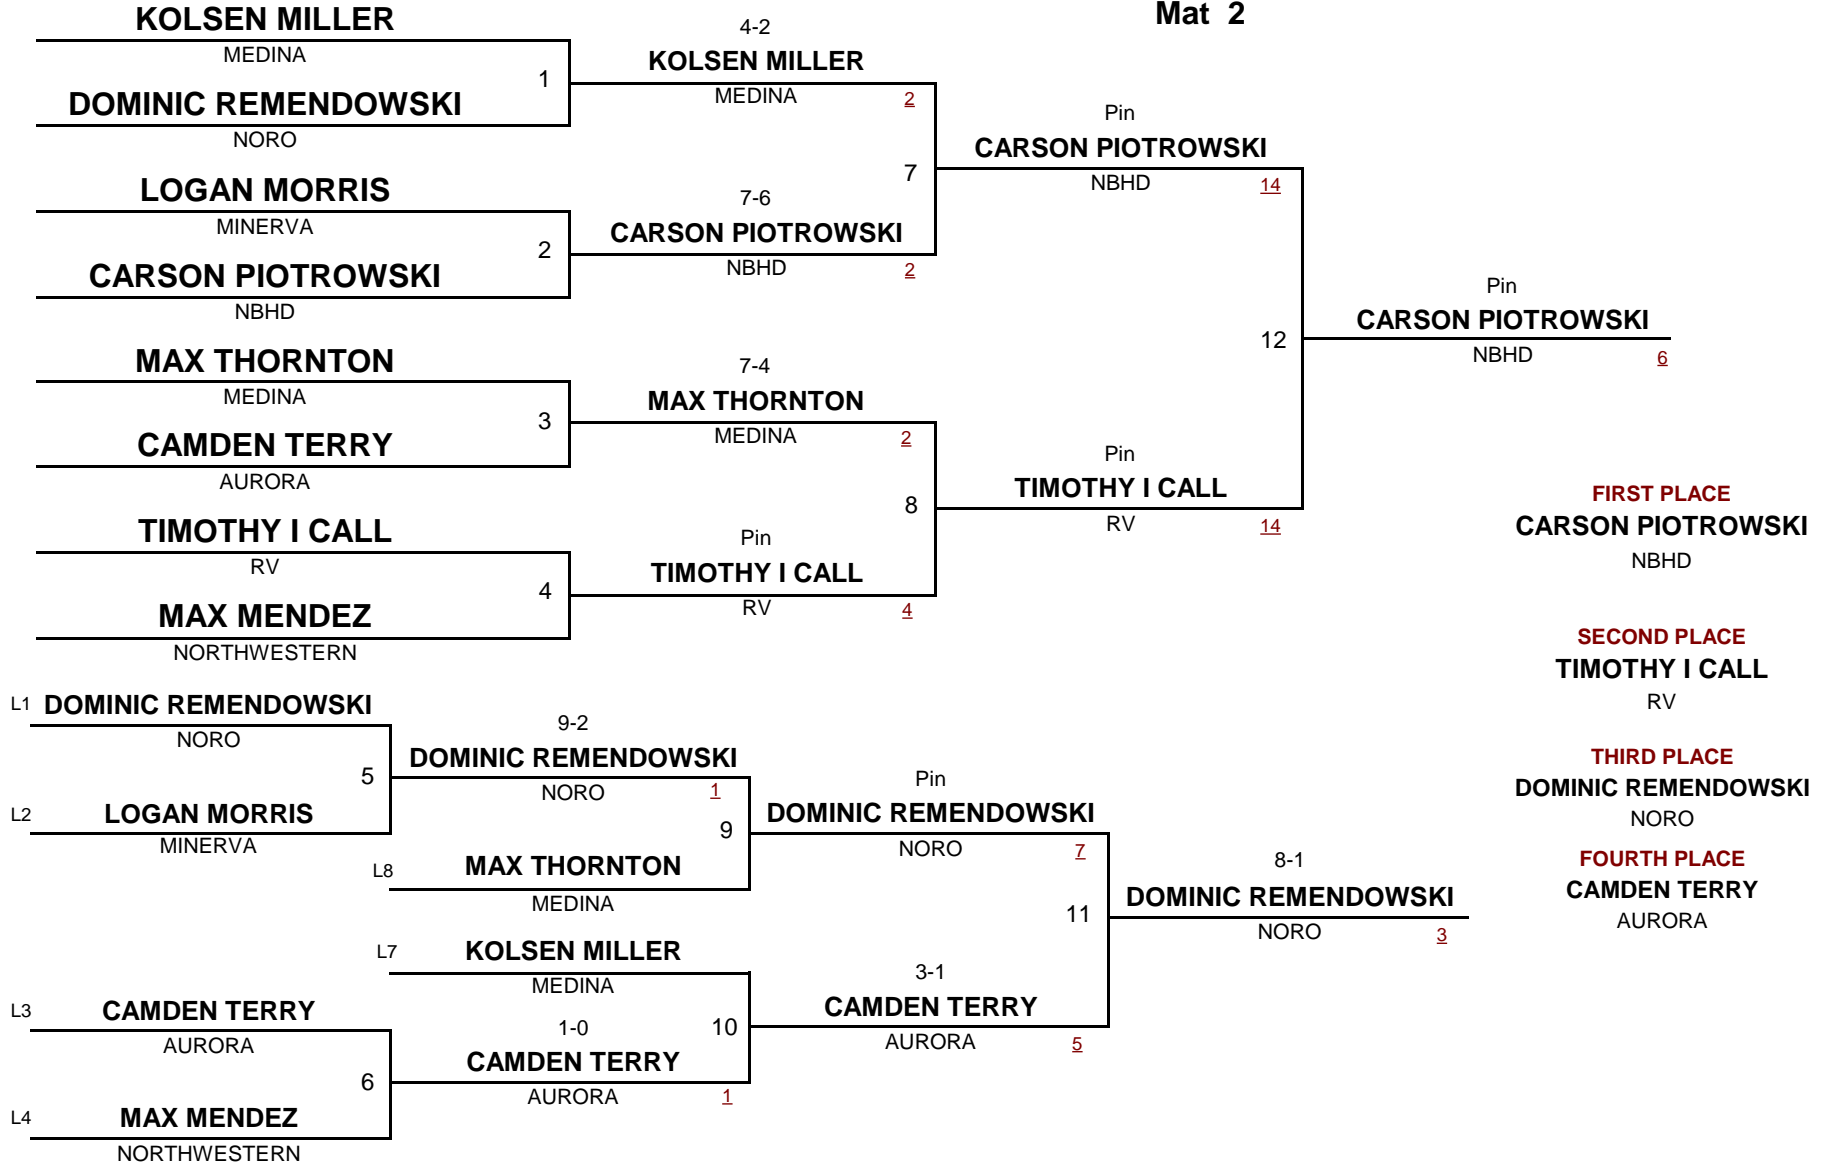 Mat 2
KOLSEN MILLER
MEDINA
1
DOMINIC REMENDOWSKI
NORO
LOGAN MORRIS
MINERVA
2
CARSON PIOTROWSKI
NBHD
MAX THORNTON
MEDINA
3
CAMDEN TERRY
AURORA
TIMOTHY I CALL
RV
4
MAX MENDEZ
NORTHWESTERN
4-2
KOLSEN MILLER
MEDINA 2
7
7-6
CARSON PIOTROWSKI
NBHD 2
7-4
MAX THORNTON
MEDINA 2
8
Pin
TIMOTHY I CALL
RV 4
Pin
CARSON PIOTROWSKI
NBHD 14
12
Pin
TIMOTHY I CALL
RV 14
Pin
CARSON PIOTROWSKI
NBHD 6
FIRST PLACE
CARSON PIOTROWSKI
NBHD
SECOND PLACE
TIMOTHY I CALL
RV
THIRD PLACE
DOMINIC REMENDOWSKI
NORO
FOURTH PLACE
CAMDEN TERRY
AURORA
L1 DOMINIC REMENDOWSKI
NORO
5
L2 LOGAN MORRIS
MINERVA
L3 CAMDEN TERRY
AURORA
6
L4 MAX MENDEZ
NORTHWESTERN
9-2
DOMINIC REMENDOWSKI
NORO 1
9
L8 MAX THORNTON
MEDINA
L7 KOLSEN MILLER
MEDINA
10
1-0
CAMDEN TERRY
AURORA 1
Pin
DOMINIC REMENDOWSKI
NORO 7
11
3-1
CAMDEN TERRY
AURORA 5
8-1
DOMINIC REMENDOWSKI
NORO 3